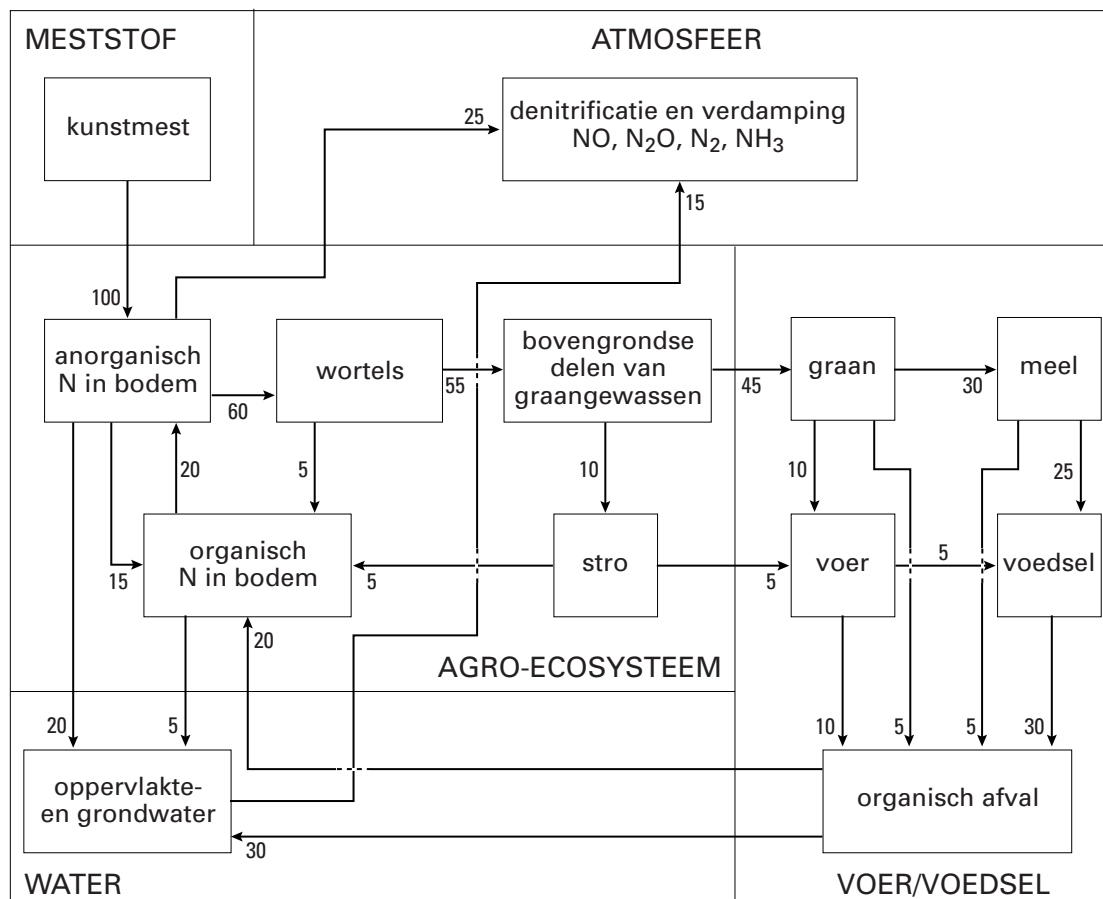 MESTSTOF
ATMOSFEER
kunstmest
denitrificatie en verdamping
NO, N₂O, N₂, NH₃
25
15
100
anorganisch
N in bodem
wortels
bovengrondse
delen van
graangewassen
graan
meel
60
55
45
30
20
5
10
10
25
organisch
N in bodem
stro
voer
voedsel
15
5
5
5
20
AGRO-ECOSYSTEEM
20
5
10
5
5
30
oppervlakte-
en grondwater
organisch afval
30
WATER
VOER/VOEDSEL